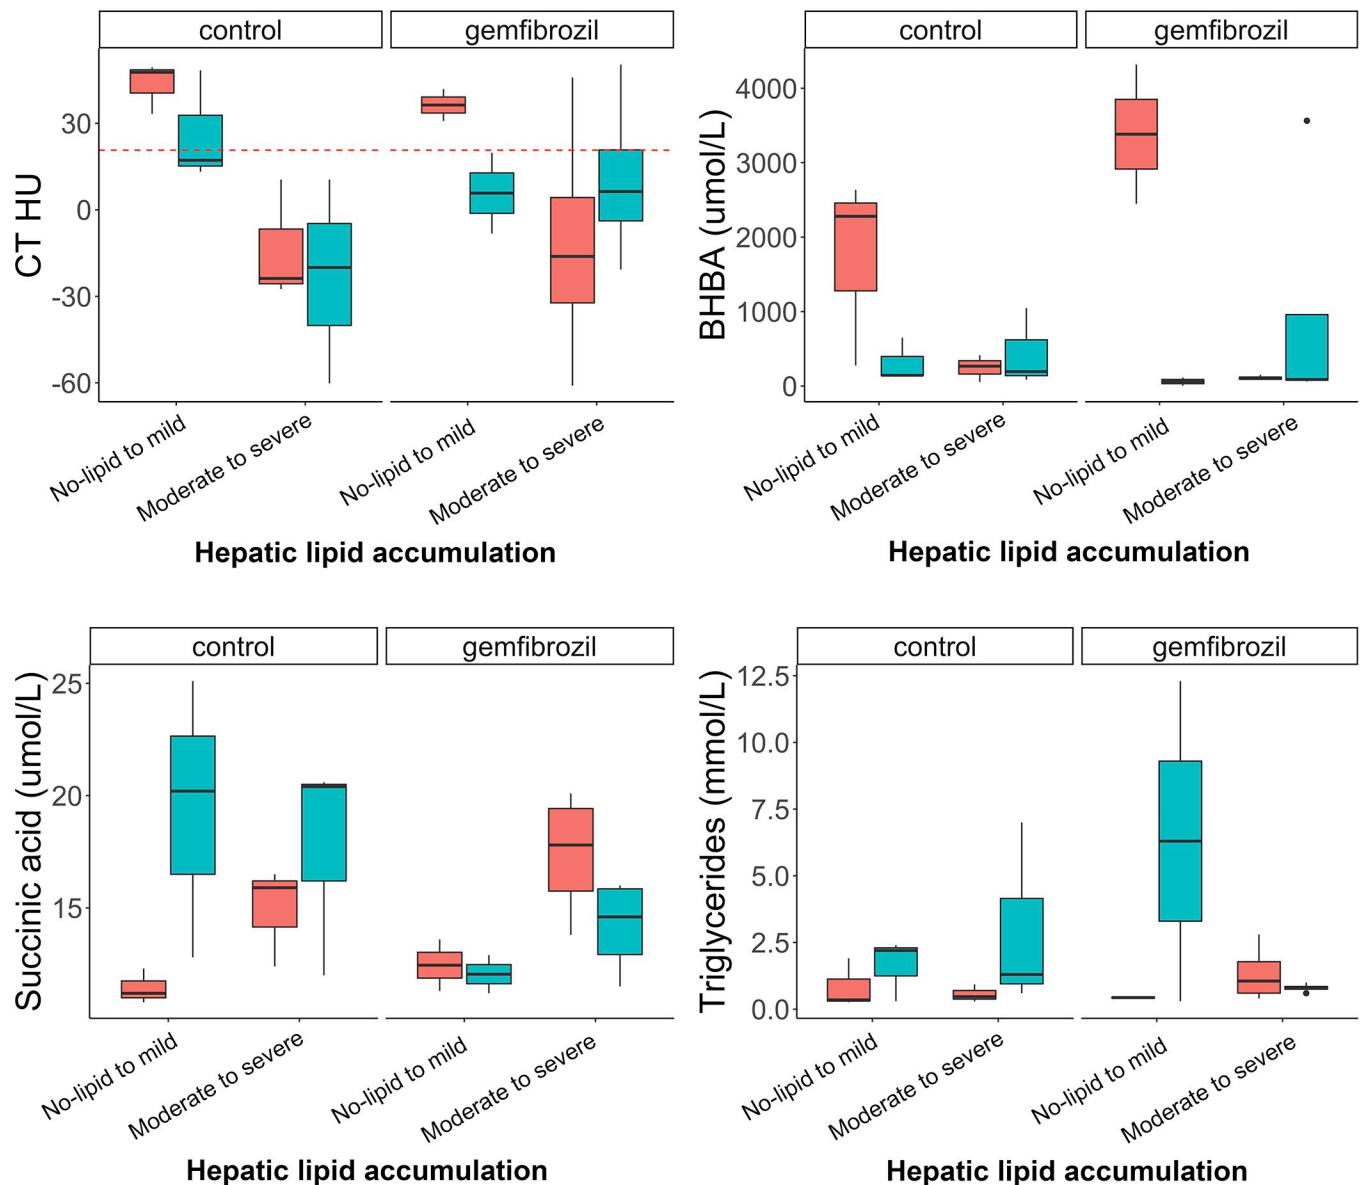 control
gemfibrozil
CT HU
30
0
-30
-60
No-lipid to mild
Moderate to severe
No-lipid to mild
Moderate to severe
Hepatic lipid accumulation
control
gemfibrozil
BHBA (umol/L)
4000
3000
2000
1000
0
No-lipid to mild
Moderate to severe
No-lipid to mild
Moderate to severe
Hepatic lipid accumulation
control
gemfibrozil
Succinic acid (umol/L)
25
20
15
No-lipid to mild
Moderate to severe
No-lipid to mild
Moderate to severe
Hepatic lipid accumulation
control
gemfibrozil
Triglycerides (mmol/L)
12.5
10.0
7.5
5.0
2.5
0.0
No-lipid to mild
Moderate to severe
No-lipid to mild
Moderate to severe
Hepatic lipid accumulation